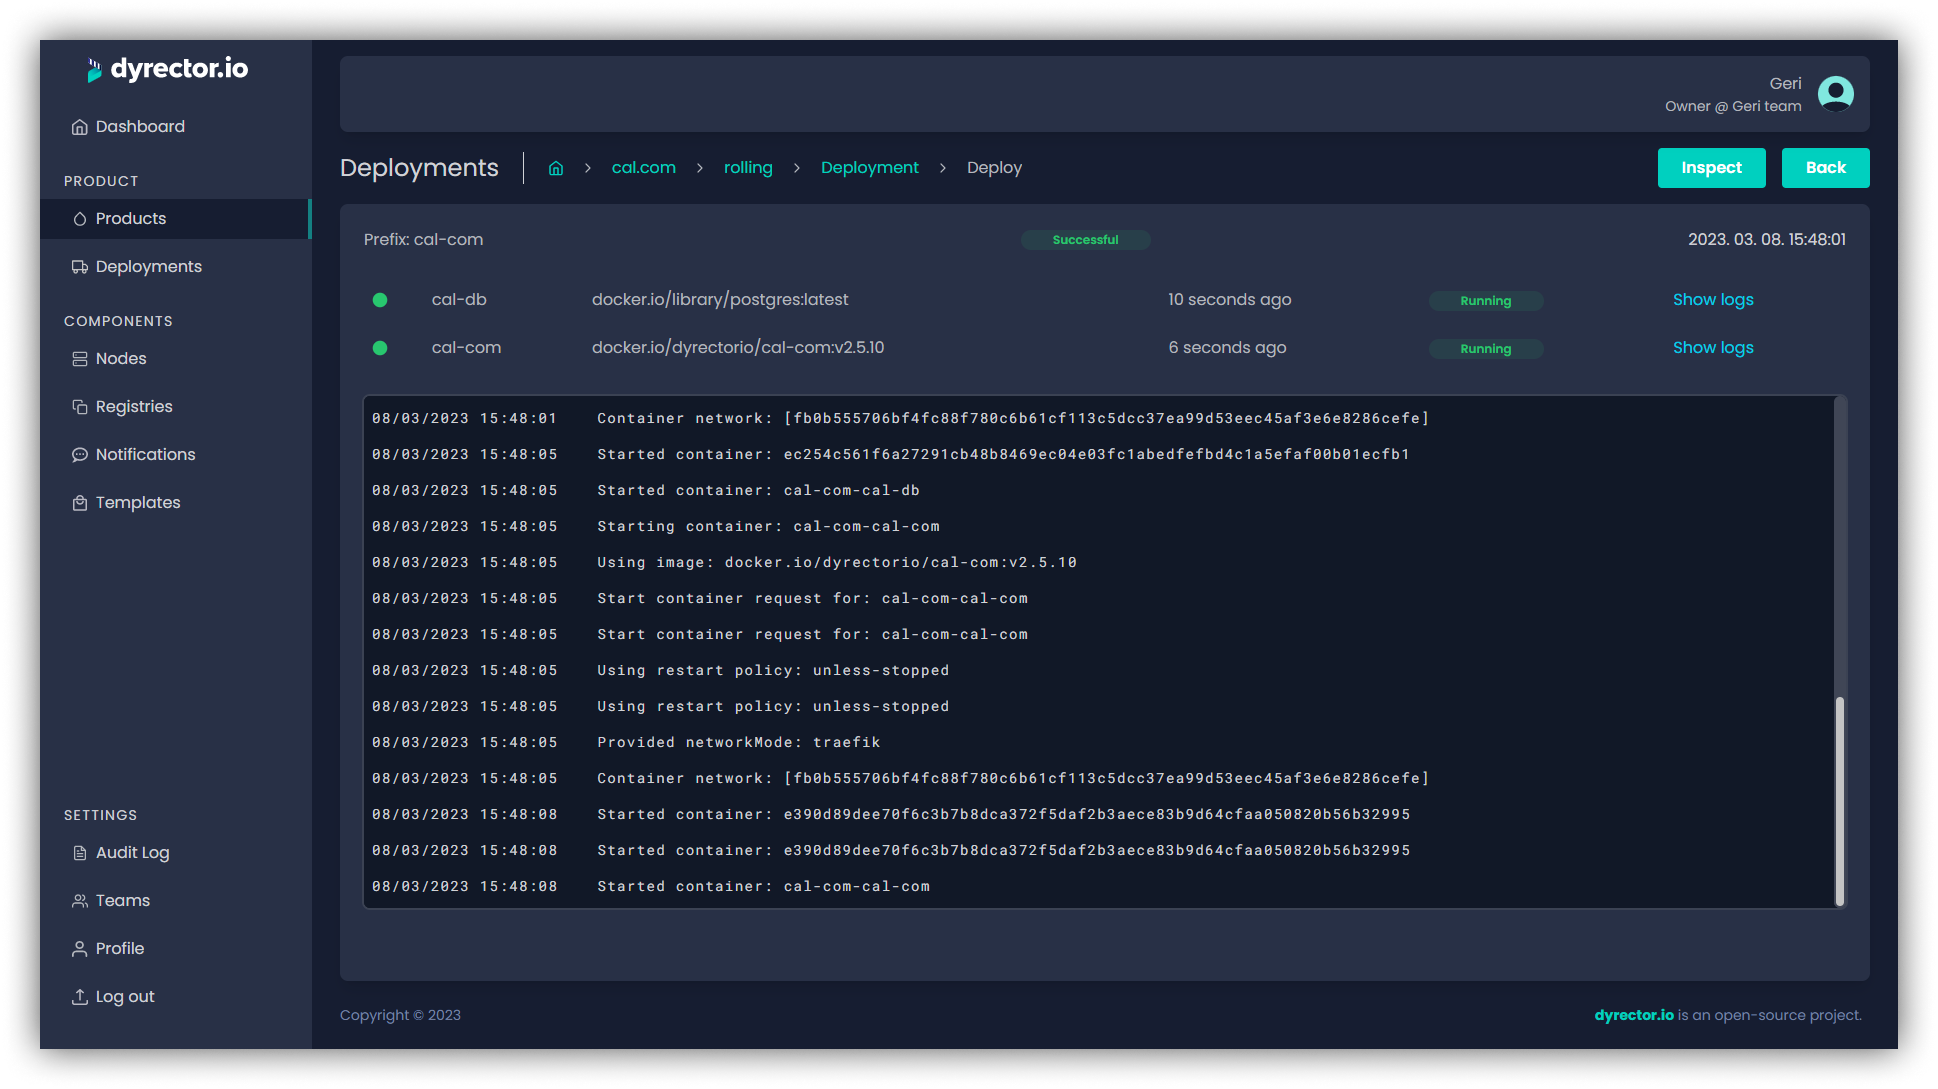 dyrector.io
Dashboard
PRODUCT
Products
Deployments
COMPONENTS
Nodes
Registries
Notifications
Templates
SETTINGS
Audit Log
Teams
Profile
Log out
Geri
Owner @ Geri team
Deployments > cal.com > rolling > Deployment > Deploy Inspect Back
Prefix: cal-com Successful 2023. 03. 08. 15:48:01
cal-db docker.io/library/postgres:latest 10 seconds ago Running Show logs
cal-com docker.io/dyrectorio/cal-com:v2.5.10 6 seconds ago Running Show logs
08/03/2023 15:48:01 Container network: [fb0b555706bf4fc88f780c6b61cf113c5dcc37ea99d53eec45af3e6e8286cefe]
08/03/2023 15:48:05 Started container: ec254c561f6a27291cb48b8469ec04e03fc1abedfefbd4c1a5efaf00b01ecfb1
08/03/2023 15:48:05 Started container: cal-com-cal-db
08/03/2023 15:48:05 Starting container: cal-com-cal-com
08/03/2023 15:48:05 Using image: docker.io/dyrectorio/cal-com:v2.5.10
08/03/2023 15:48:05 Start container request for: cal-com-cal-com
08/03/2023 15:48:05 Start container request for: cal-com-cal-com
08/03/2023 15:48:05 Using restart policy: unless-stopped
08/03/2023 15:48:05 Using restart policy: unless-stopped
08/03/2023 15:48:05 Provided networkMode: traefik
08/03/2023 15:48:05 Container network: [fb0b555706bf4fc88f780c6b61cf113c5dcc37ea99d53eec45af3e6e8286cefe]
08/03/2023 15:48:08 Started container: e390d89dee70f6c3b7b8dca372f5daf2b3aece83b9d64cfaa050820b56b32995
08/03/2023 15:48:08 Started container: e390d89dee70f6c3b7b8dca372f5daf2b3aece83b9d64cfaa050820b56b32995
08/03/2023 15:48:08 Started container: cal-com-cal-com
Copyright © 2023 dyrector.io is an open-source project.